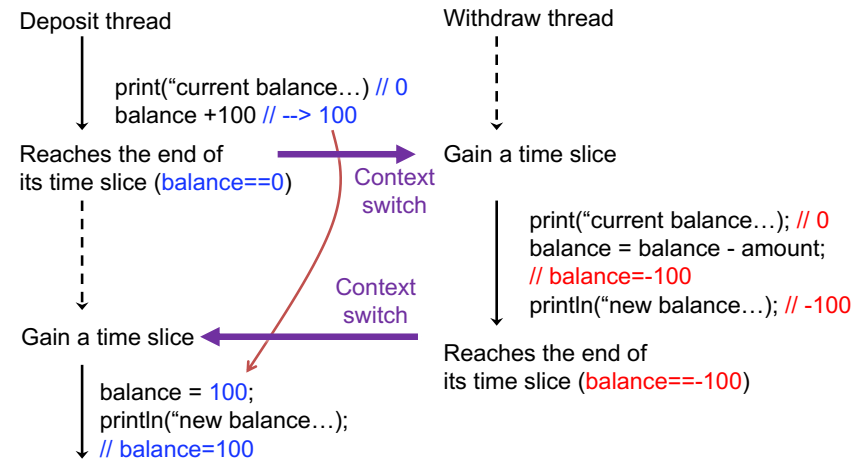 Deposit thread
Withdraw thread
print(“current balance…) // 0
balance +100 // --> 100
Reaches the end of
its time slice (balance==0)
Context
switch
Gain a time slice
print(“current balance…); // 0
balance = balance - amount;
// balance=-100
println(“new balance…); // -100
Context
switch
Gain a time slice
Reaches the end of
its time slice (balance==-100)
balance = 100;
println(“new balance…);
// balance=100